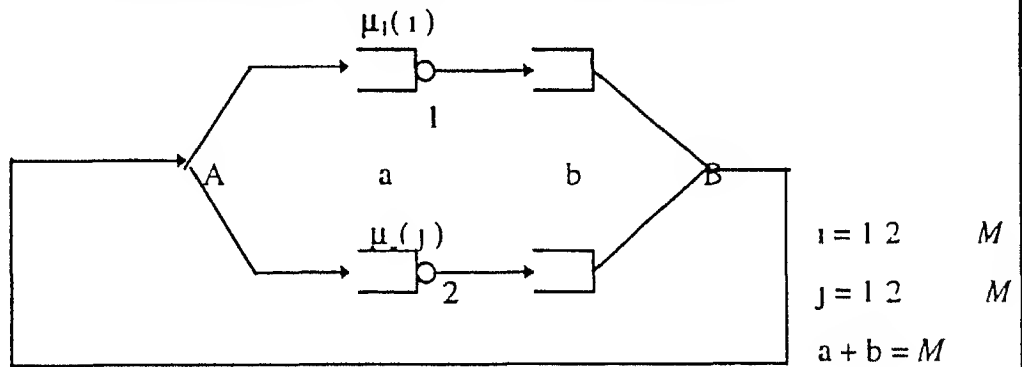 μ₁(ı)
1
A a b B
μ₋(ȷ)
2
ı = 1 2 M
ȷ = 1 2 M
a + b = M